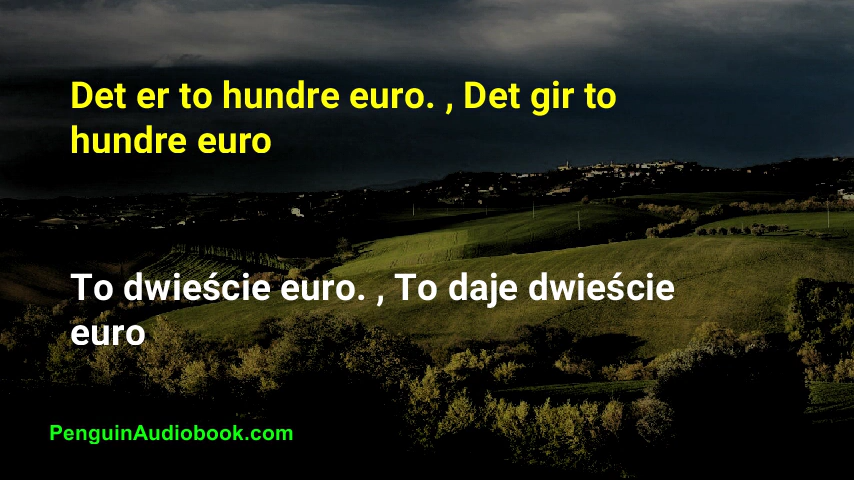 Det er to hundre euro. , Det gir to
hundre euro
To dwieście euro. , To daje dwieście
euro
PenguinAudiobook.com